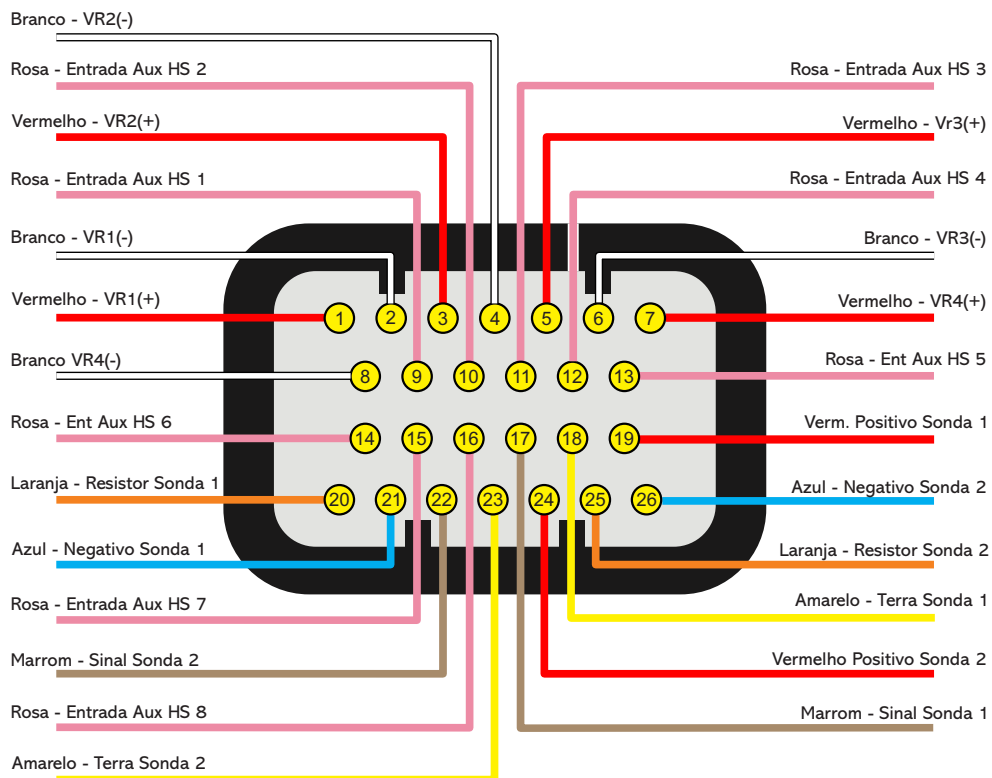 Branco - VR2(-)
Rosa - Entrada Aux HS 2
Rosa - Entrada Aux HS 3
Vermelho - VR2(+)
Vermelho - Vr3(+)
Rosa - Entrada Aux HS 1
Rosa - Entrada Aux HS 4
Branco - VR1(-)
Branco - VR3(-)
Vermelho - VR1(+)
1 2 3 4 5 6 7
Vermelho - VR4(+)
Branco VR4(-)
8 9 10 11 12 13
Rosa - Ent Aux HS 5
Rosa - Ent Aux HS 6
14 15 16 17 18 19
Verm. Positivo Sonda 1
Laranja - Resistor Sonda 1
20 21 22 23 24 25 26
Azul - Negativo Sonda 2
Azul - Negativo Sonda 1
Laranja - Resistor Sonda 2
Rosa - Entrada Aux HS 7
Amarelo - Terra Sonda 1
Marrom - Sinal Sonda 2
Vermelho Positivo Sonda 2
Rosa - Entrada Aux HS 8
Marrom - Sinal Sonda 1
Amarelo - Terra Sonda 2